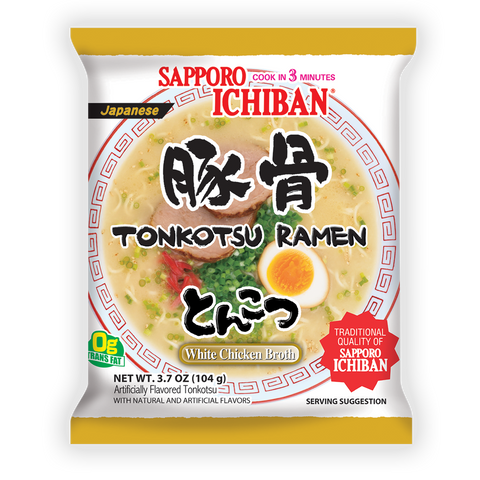 SAPPORO
COOK IN 3 MINUTES
ICHIBAN®
Japanese
豚骨
TONKOTSU RAMEN
とんこつ
White Chicken Broth
0g
TRANS FAT
TRADITIONAL
QUALITY OF
SAPPORO
ICHIBAN
NET WT. 3.7 OZ (104 g)
Artificially Flavored Tonkotsu
WITH NATURAL AND ARTIFICIAL FLAVORS
SERVING SUGGESTION